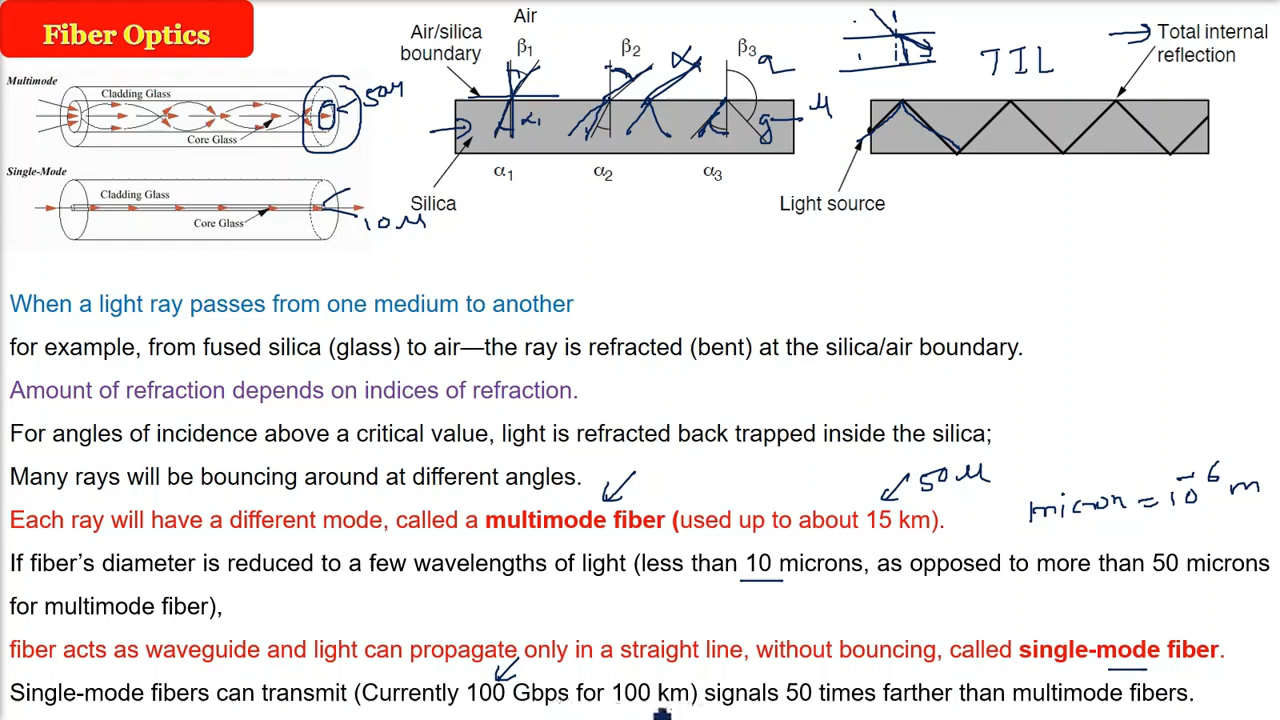 Fiber Optics
Multimode
Cladding Glass
Core Glass
50 μ
Single-Mode
Cladding Glass
Core Glass
10 μ
Air
Air/silica
boundary
β1
β2
β3
α
a
α1
g
μ
α1
α2
α3
Silica
TIL
Total internal
reflection
Light source
When a light ray passes from one medium to another
for example, from fused silica (glass) to air—the ray is refracted (bent) at the silica/air boundary.
Amount of refraction depends on indices of refraction.
For angles of incidence above a critical value, light is refracted back trapped inside the silica;
Many rays will be bouncing around at different angles.
50 μ
micron = 10^-6 m
Each ray will have a different mode, called a multimode fiber (used up to about 15 km).
If fiber's diameter is reduced to a few wavelengths of light (less than 10 microns, as opposed to more than 50 microns
for multimode fiber),
fiber acts as waveguide and light can propagate only in a straight line, without bouncing, called single-mode fiber.
Single-mode fibers can transmit (Currently 100 Gbps for 100 km) signals 50 times farther than multimode fibers.